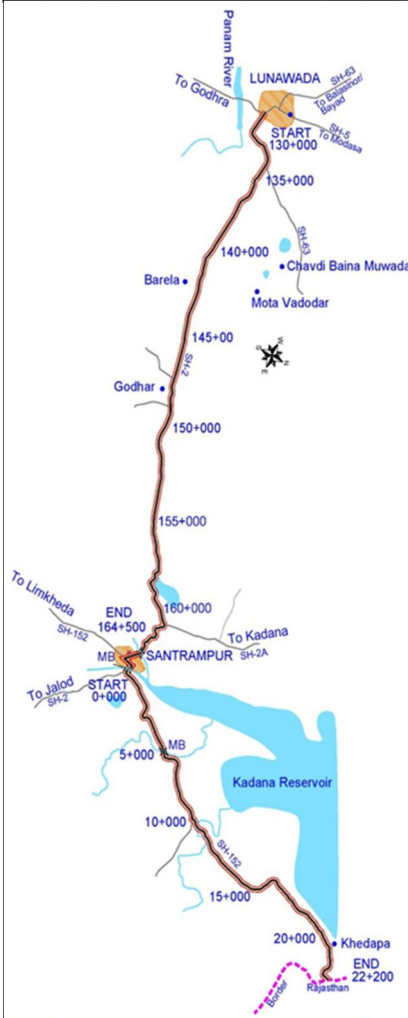 Panam River
LUNAWADA
SH-63
To Balasinor/
Bayad
To Godhra
SH-5
To Modasa
START
130+000
135+000
SH-63
140+000
Chavdi Baina Muwada
Barela
Mota Vadodar
145+00
W
N
S
E
SH-2
Godhar
150+000
155+000
To Limkheda
SH-152
END
164+500
160+000
To Kadana
SH-2A
MB
SANTRAMPUR
To Jalod
SH-2
START
0+000
MB
5+000
Kadana Reservoir
10+000
SH-152
15+000
20+000
Khedapa
END
22+200
Rajasthan
Border